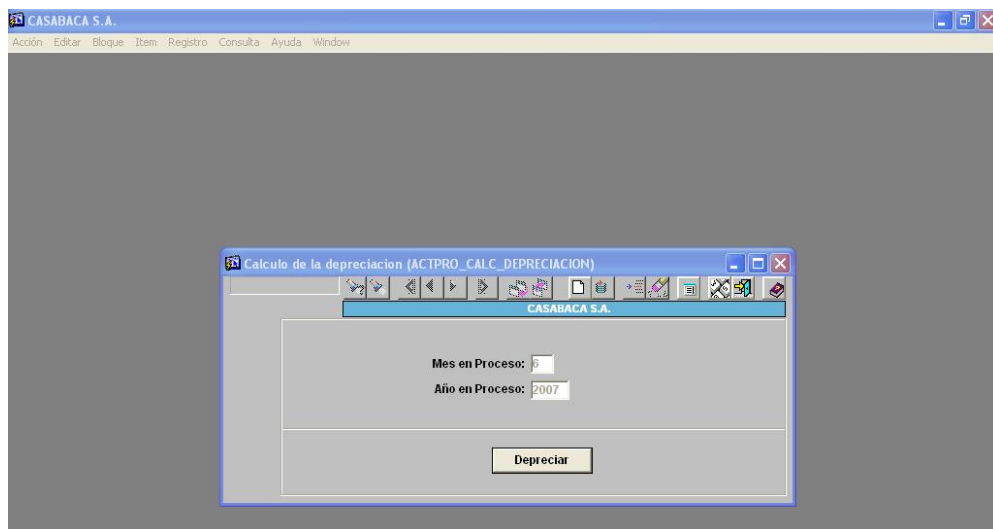 CASABACA S.A.
Acción Editar Bloque Item Registro Consulta Ayuda Window
Calculo de la depreciacion (ACTPRO_CALC_DEPRECIACION)
CASABACA S.A.
Mes en Proceso: 6
Año en Proceso: 2007
Depreciar